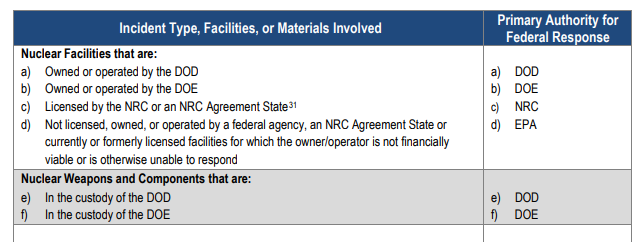 Incident Type, Facilities, or Materials Involved
Primary Authority for
Federal Response
Nuclear Facilities that are:
a) Owned or operated by the DOD
a) DOD
b) Owned or operated by the DOE
b) DOE
c) Licensed by the NRC or an NRC Agreement State31
c) NRC
d) Not licensed, owned, or operated by a federal agency, an NRC Agreement State or
d) EPA
currently or formerly licensed facilities for which the owner/operator is not financially
viable or is otherwise unable to respond
Nuclear Weapons and Components that are:
e) In the custody of the DOD
e) DOD
f) In the custody of the DOE
f) DOE